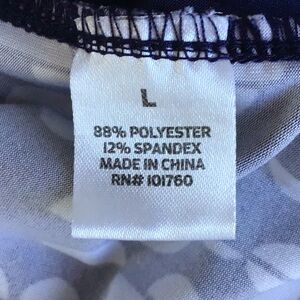 L
88% POLYESTER
12% SPANDEX
MADE IN CHINA
RN# 101760